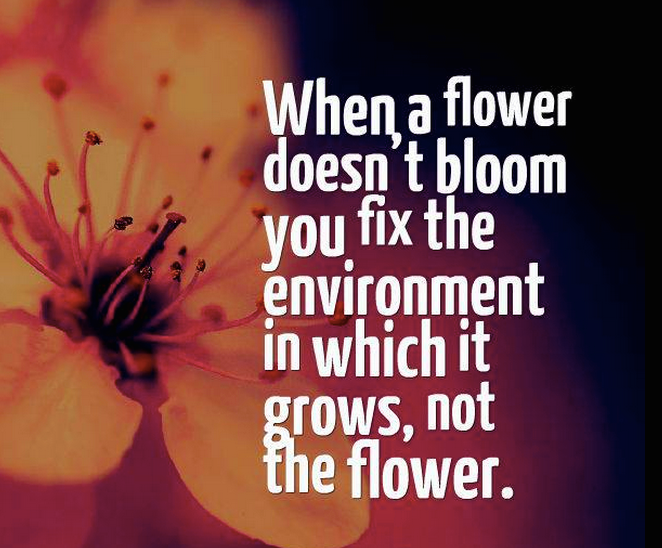 When a flower
doesn't bloom
you fix the
environment
in which it
grows, not
the flower.